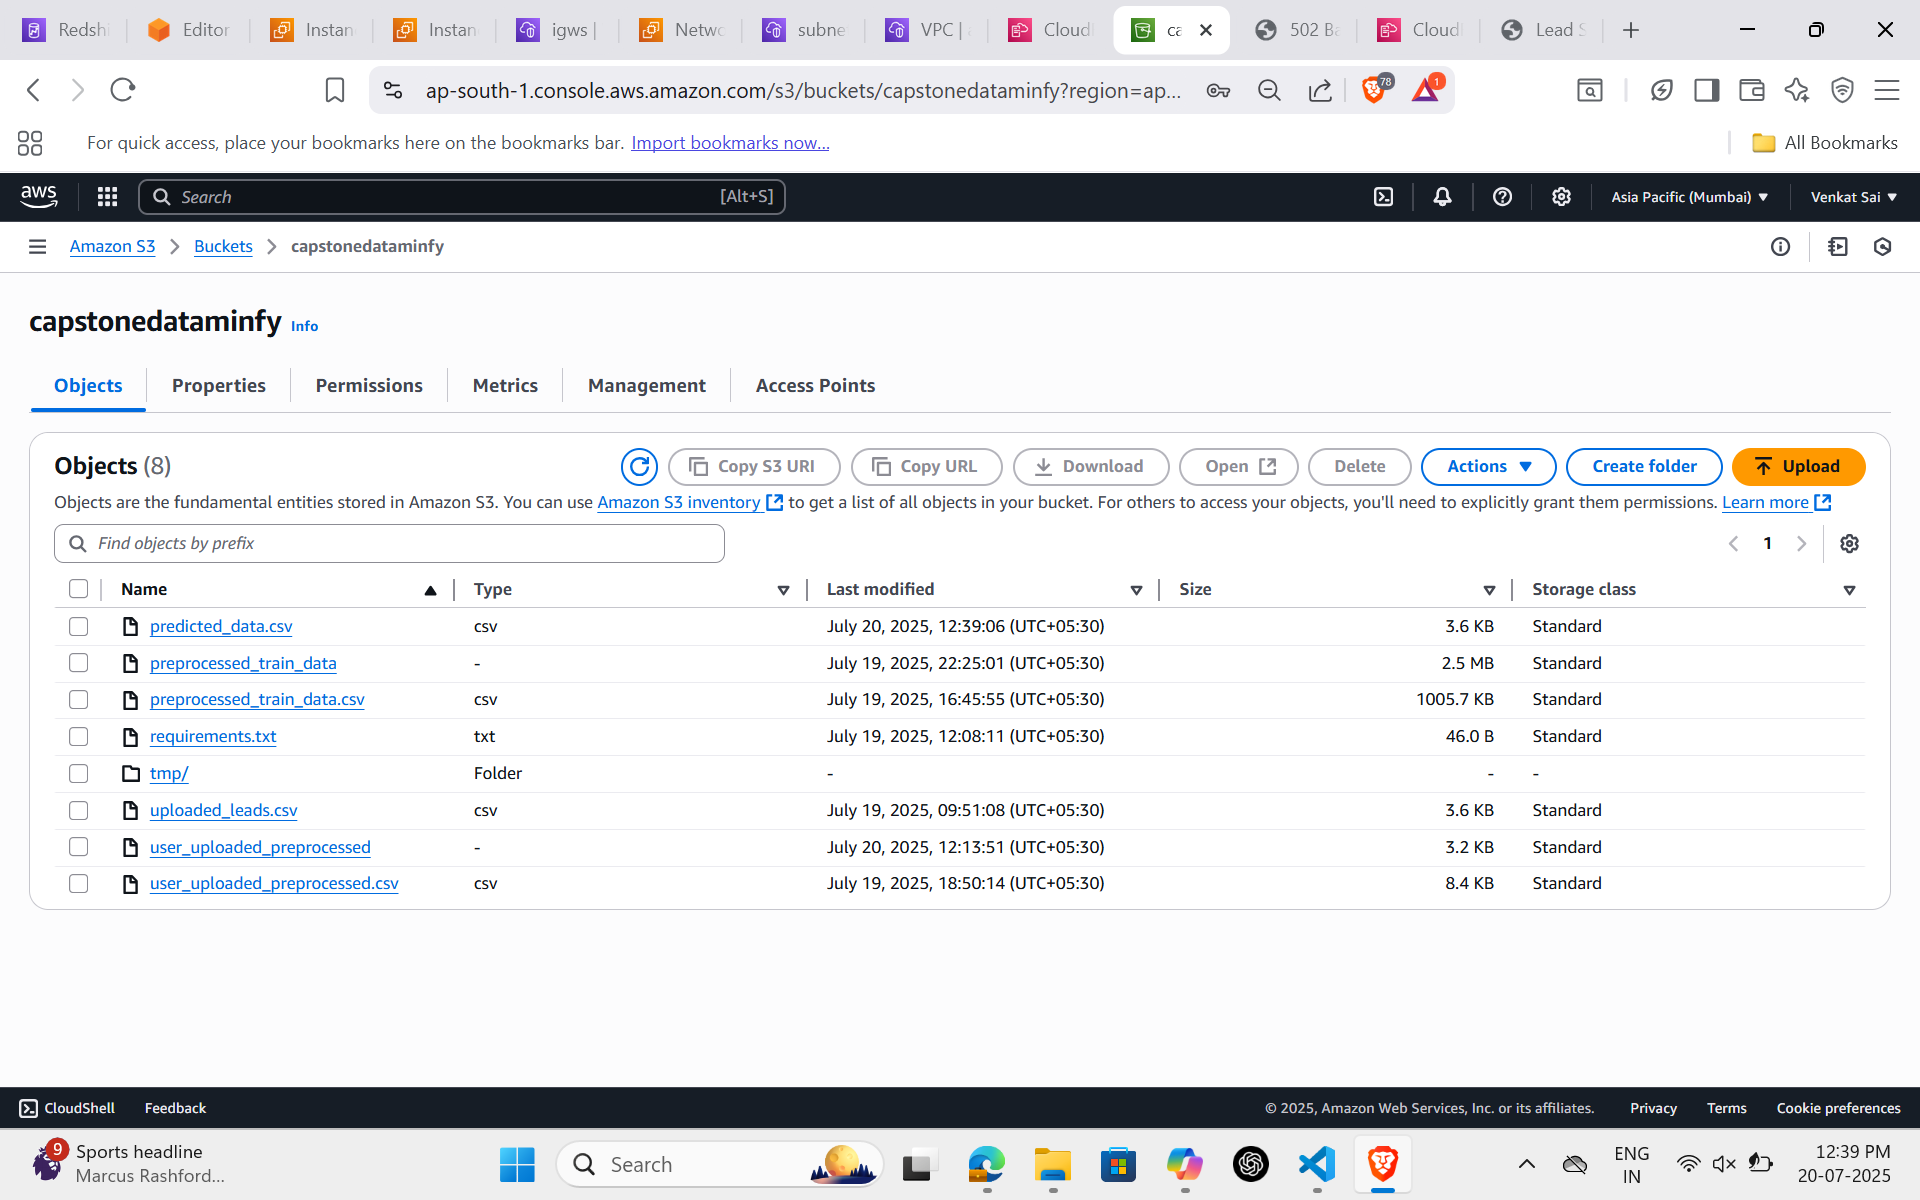 Redshi
Editor
Instan
Instan
igws |
Netwo
subne
VPC |
Cloudl
ca
502 Ba
Cloudl
Lead S
ap-south-1.console.aws.amazon.com/s3/buckets/capstonedataminfy?region=ap...
78
1
For quick access, place your bookmarks here on the bookmarks bar. Import bookmarks now...
All Bookmarks
aws
Search
[Alt+S]
Asia Pacific (Mumbai)
Venkat Sai
Amazon S3
Buckets
capstonedataminfy
capstonedataminfy Info
Objects
Properties
Permissions
Metrics
Management
Access Points
Objects (8)
Copy S3 URI
Copy URL
Download
Open
Delete
Actions
Create folder
Upload
Objects are the fundamental entities stored in Amazon S3. You can use Amazon S3 inventory to get a list of all objects in your bucket. For others to access your objects, you'll need to explicitly grant them permissions. Learn more
Find objects by prefix
1
Name Type Last modified Size Storage class
predicted_data.csv csv July 20, 2025, 12:39:06 (UTC+05:30) 3.6 KB Standard
preprocessed_train_data - July 19, 2025, 22:25:01 (UTC+05:30) 2.5 MB Standard
preprocessed_train_data.csv csv July 19, 2025, 16:45:55 (UTC+05:30) 1005.7 KB Standard
requirements.txt txt July 19, 2025, 12:08:11 (UTC+05:30) 46.0 B Standard
tmp/ Folder - - -
uploaded_leads.csv csv July 19, 2025, 09:51:08 (UTC+05:30) 3.6 KB Standard
user_uploaded_preprocessed - July 20, 2025, 12:13:51 (UTC+05:30) 3.2 KB Standard
user_uploaded_preprocessed.csv csv July 19, 2025, 18:50:14 (UTC+05:30) 8.4 KB Standard
CloudShell
Feedback
© 2025, Amazon Web Services, Inc. or its affiliates.
Privacy
Terms
Cookie preferences
9
Sports headline
Marcus Rashford...
Search
ENG
IN
12:39 PM
20-07-2025